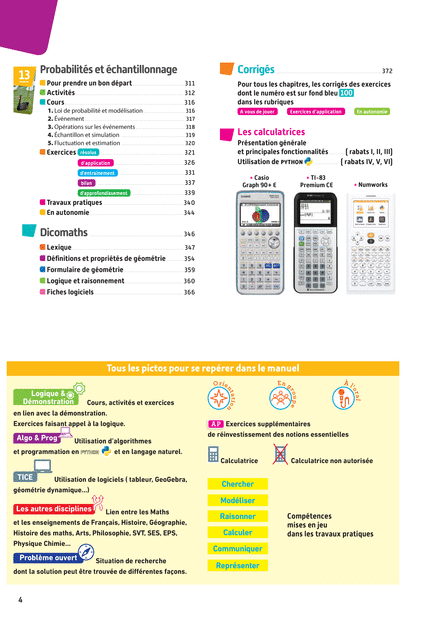 13
Probabilités et échantillonnage
Pour prendre un bon départ 311
Activités 312
Cours 316
1. Loi de probabilité et modélisation 316
2. Événement 317
3. Opérations sur les événements 318
4. Échantillon et simulation 319
5. Fluctuation et estimation 320
Exercices résolus 321
d'application 326
d'entraînement 331
bilan 337
d'approfondissement 339
Travaux pratiques 340
En autonomie 344
Dicomaths 346
Lexique 347
Définitions et propriétés de géométrie 354
Formulaire de géométrie 359
Logique et raisonnement 360
Fiches logiciels 366
Corrigés 372
Pour tous les chapitres, les corrigés des exercices
dont le numéro est sur fond bleu 100
dans les rubriques
A vous de jouer Exercices d'application En autonomie
Les calculatrices
Présentation générale
et principales fonctionnalités ( rabats I, II, III)
Utilisation de PYTHON ( rabats IV, V, VI)
• Casio
Graph 90+ E
• TI-83
Premium CE
• Numworks
Tous les pictos pour se repérer dans le manuel
Logique &
Démonstration Cours, activités et exercices
en lien avec la démonstration.
Exercices faisant appel à la logique.
Algo & Prog Utilisation d'algorithmes
et programmation en PYTHON et en langage naturel.
TICE Utilisation de logiciels ( tableur, GeoGebra,
géométrie dynamique...)
Les autres disciplines Lien entre les Maths
et les enseignements de Français, Histoire, Géographie,
Histoire des maths, Arts, Philosophie, SVT, SES, EPS,
Physique Chimie...
Problème ouvert Situation de recherche
dont la solution peut être trouvée de différentes façons.
Orientation
En groupe
À l'oral
AP Exercices supplémentaires
de réinvestissement des notions essentielles
Calculatrice
Calculatrice non autorisée
Chercher
Modéliser
Raisonner
Calculer
Communiquer
Représenter
Compétences
mises en jeu
dans les travaux pratiques
4